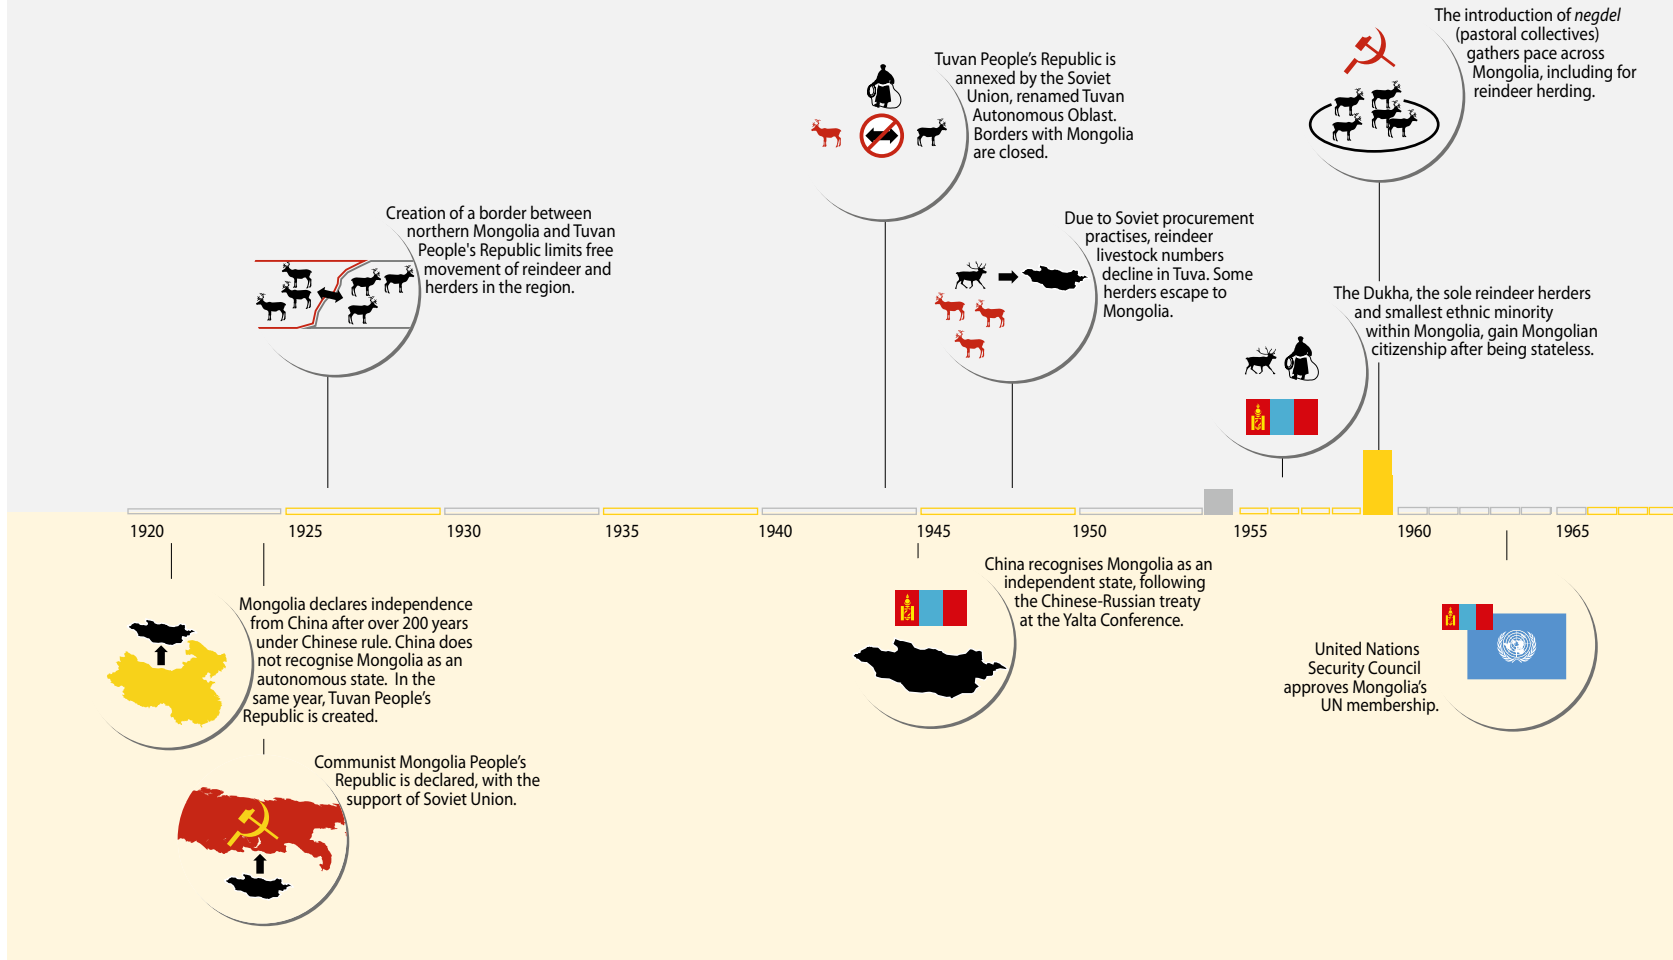 The introduction of negdel
(pastoral collectives)
gathers pace across
Mongolia, including for
reindeer herding.
Tuvan People's Republic is
annexed by the Soviet
Union, renamed Tuvan
Autonomous Oblast.
Borders with Mongolia
are closed.
Creation of a border between
northern Mongolia and Tuvan
People's Republic limits free
movement of reindeer and
herders in the region.
Due to Soviet procurement
practises, reindeer
livestock numbers
decline in Tuva. Some
herders escape to
Mongolia.
The Dukha, the sole reindeer herders
and smallest ethnic minority
within Mongolia, gain Mongolian
citizenship after being stateless.
1920 1925 1930 1935 1940 1945 1950 1955 1960 1965
Mongolia declares independence
from China after over 200 years
under Chinese rule. China does
not recognise Mongolia as an
autonomous state. In the
same year, Tuvan People's
Republic is created.
Communist Mongolia People's
Republic is declared, with the
support of Soviet Union.
China recognises Mongolia as an
independent state, following
the Chinese-Russian treaty
at the Yalta Conference.
United Nations
Security Council
approves Mongolia's
UN membership.